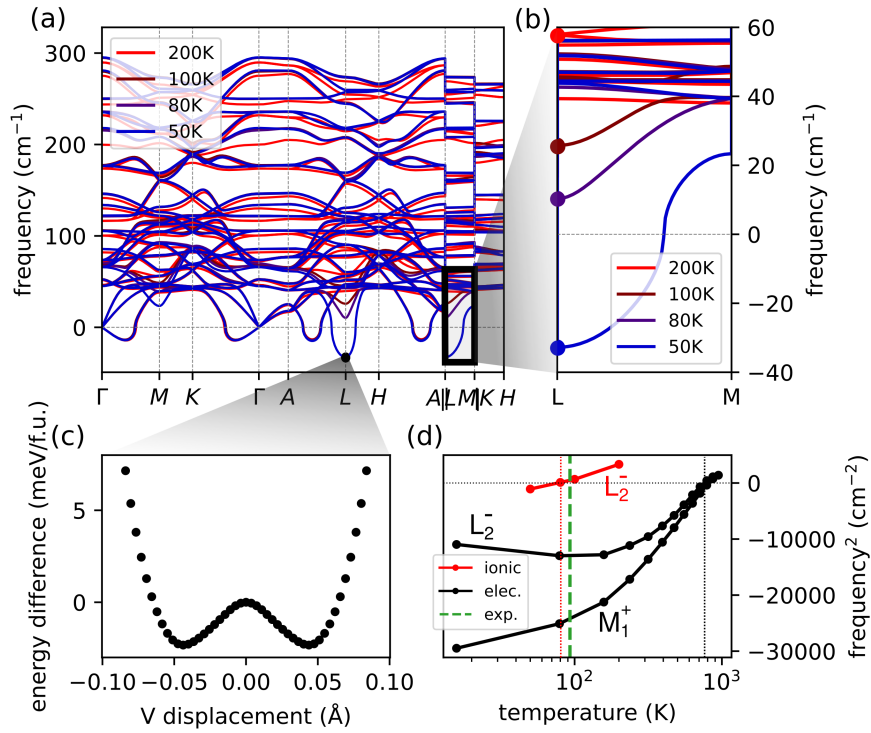 (a)
300
200
100
0
frequency (cm⁻¹)
200K
100K
80K
50K
Γ M K Γ A L H A|L M|K H
(b)
60
40
20
0
−20
−40
frequency (cm⁻¹)
200K
100K
80K
50K
L M
(c)
energy difference (meV/f.u.)
5
0
−0.10 −0.05 0.00 0.05 0.10
V displacement (Å)
(d)
L₂⁻
L₂⁻
M₁⁺
ionic
elec.
exp.
0
−10000
−20000
−30000
frequency² (cm⁻²)
10² 10³
temperature (K)